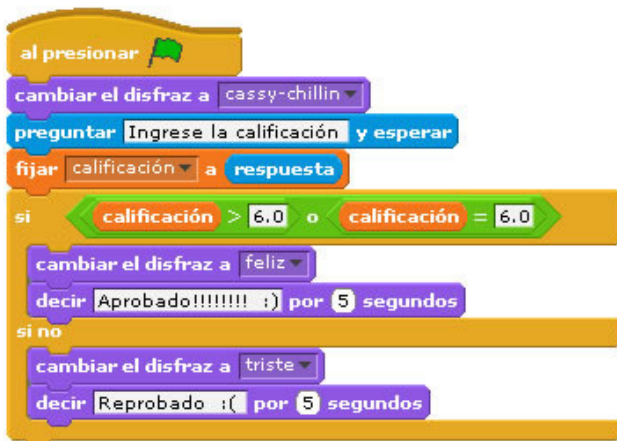 al presionar
cambiar el disfraz a cassy-chillin
preguntar Ingrese la calificación y esperar
fijar calificación a respuesta
si calificación > 6.0 o calificación = 6.0
cambiar el disfraz a feliz
decir Aprobado!!!!!!!! :) por 5 segundos
si no
cambiar el disfraz a triste
decir Reprobado :( por 5 segundos